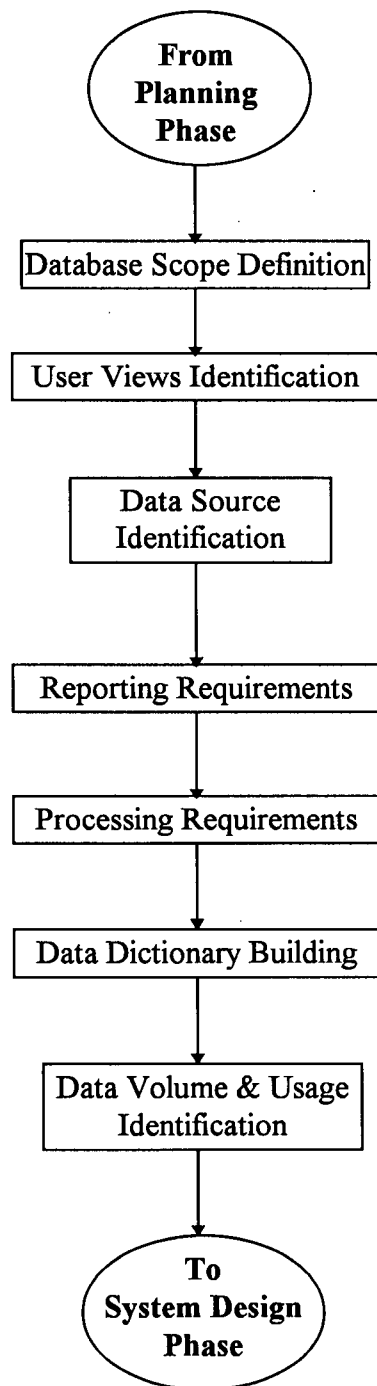 From
Planning
Phase
Database Scope Definition
User Views Identification
Data Source
Identification
Reporting Requirements
Processing Requirements
Data Dictionary Building
Data Volume & Usage
Identification
To
System Design
Phase